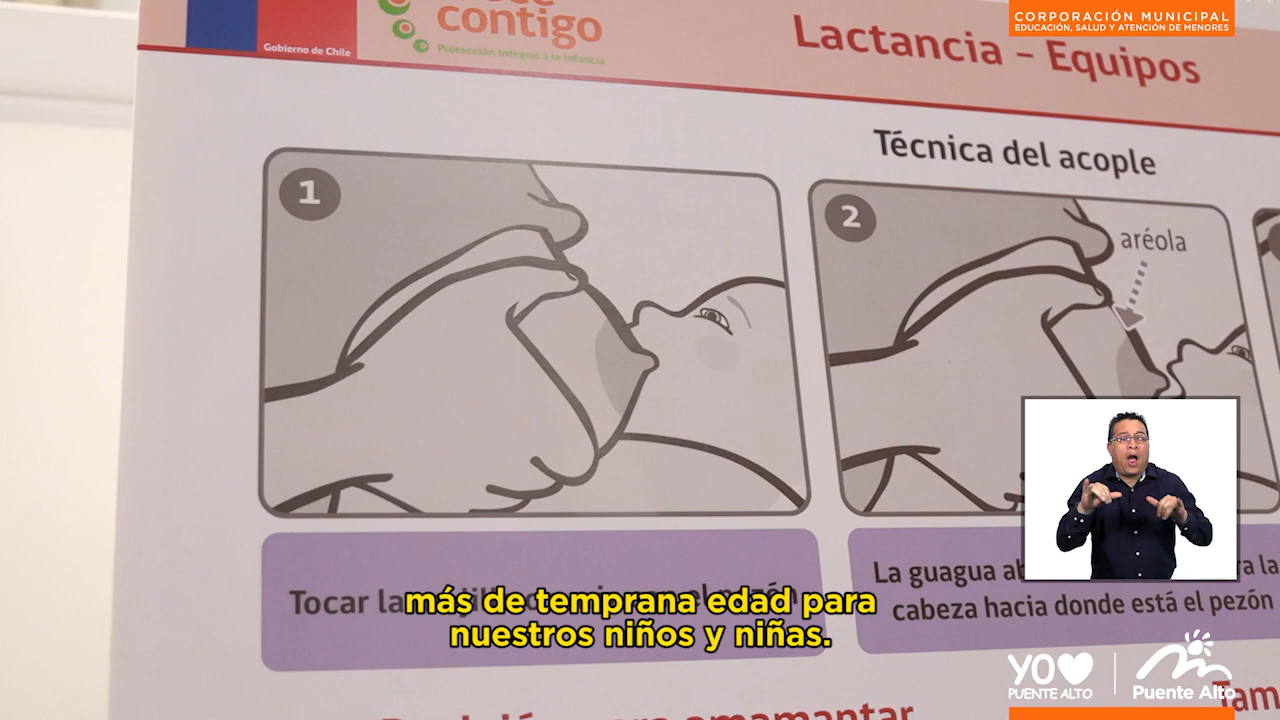 contigo
Protección Integral a la Infancia
Gobierno de Chile
CORPORACIÓN MUNICIPAL
EDUCACIÓN, SALUD Y ATENCIÓN DE MENORES
Lactancia - Equipos
Técnica del acople
1
2
aréola
Tocar la
La guagua
la
cabeza hacia donde está el pezón
más de temprana edad para
nuestros niños y niñas.
amamantar
YO
PUENTE ALTO
Puente Alto